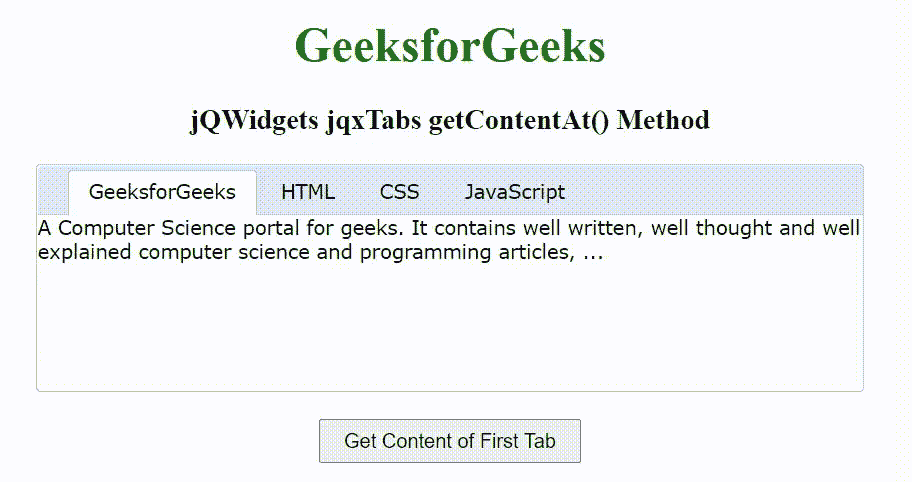 GeeksforGeeks
jQWidgets jqxTabs getContentAt() Method
GeeksforGeeks HTML CSS JavaScript
A Computer Science portal for geeks. It contains well written, well thought and well
explained computer science and programming articles, ...
Get Content of First Tab